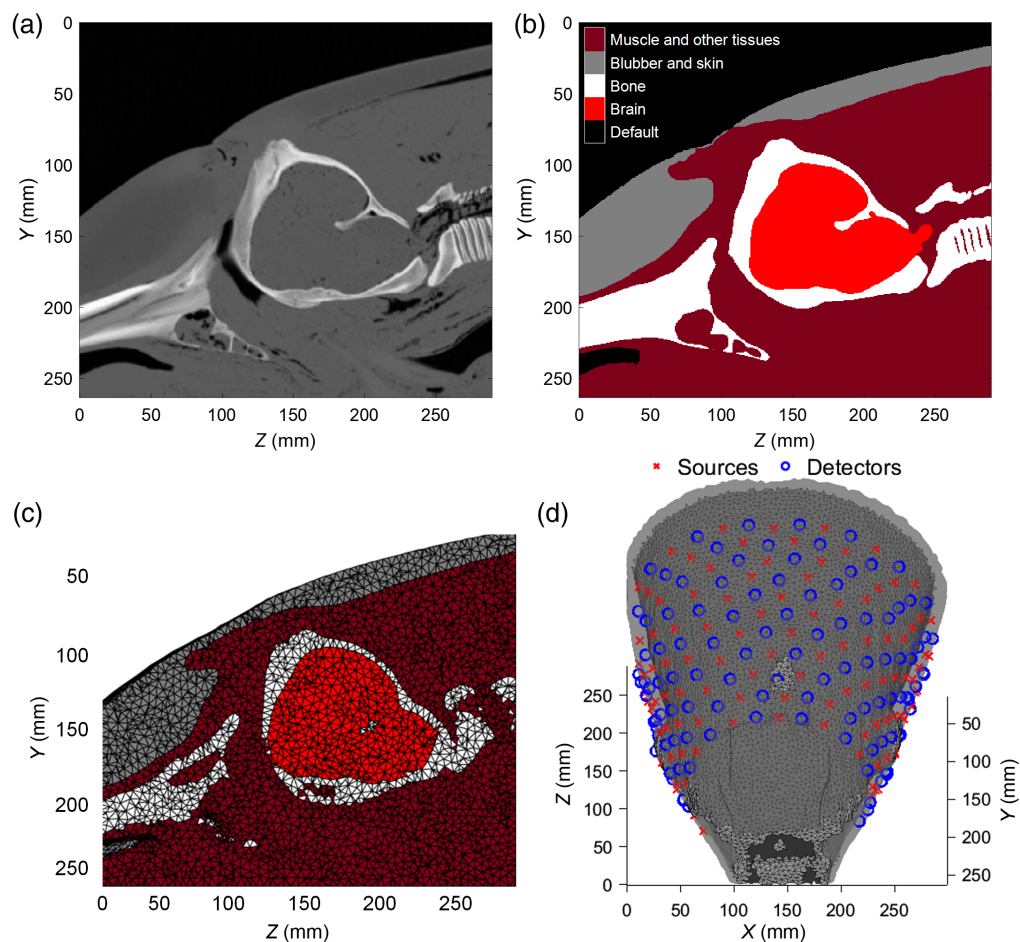 (a)
0
50
100
150
200
250
Y (mm)
0 50 100 150 200 250
Z (mm)
(b)
Muscle and other tissues
Blubber and skin
Bone
Brain
Default
0
50
100
150
200
250
Y (mm)
0 50 100 150 200 250
Z (mm)
(c)
50
100
150
200
250
Y (mm)
0 50 100 150 200 250
Z (mm)
Sources Detectors
(d)
250
200
150
100
50
0
Z (mm)
50
100
150
200
250
Y (mm)
0 50 100 150 200 250
X (mm)